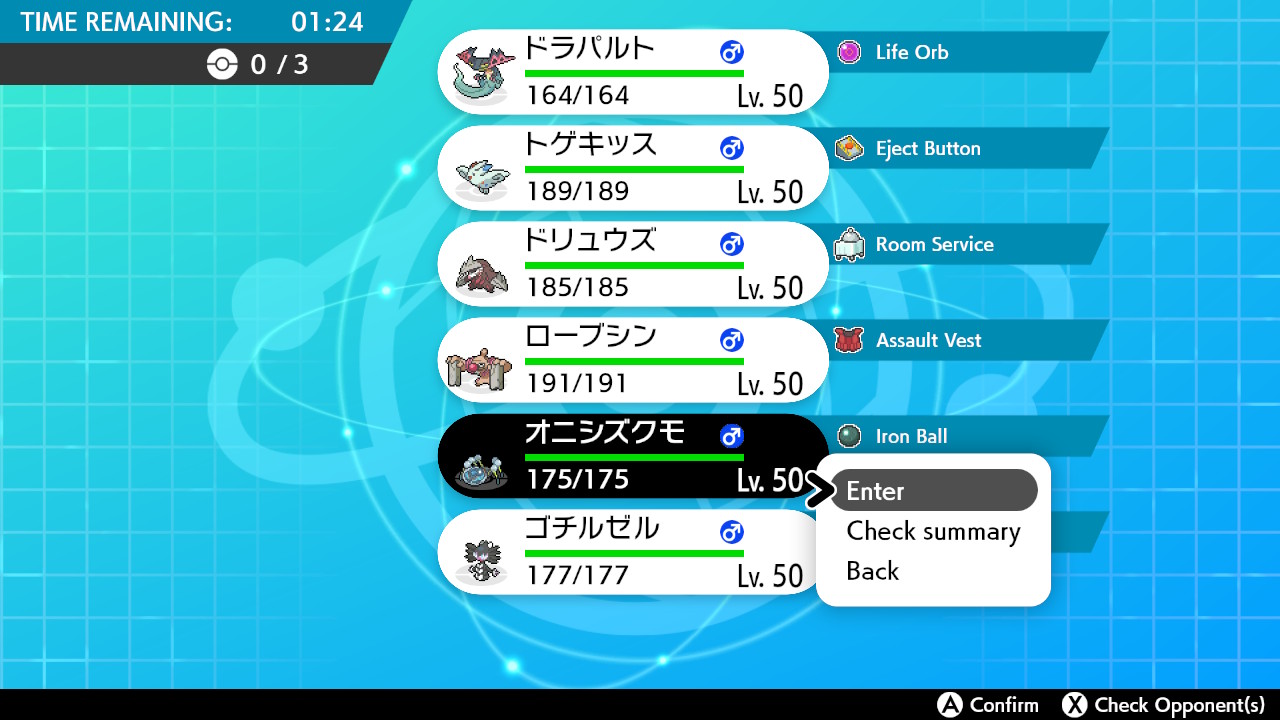 TIME REMAINING: 01:24
0 / 3
ドラパルト
164/164 Lv. 50
Life Orb
トゲキッス
189/189 Lv. 50
Eject Button
ドリュウズ
185/185 Lv. 50
Room Service
ローブシン
191/191 Lv. 50
Assault Vest
オニシズクモ
175/175 Lv. 50
Iron Ball
ゴチルゼル
177/177 Lv. 50
Enter
Check summary
Back
A Confirm X Check Opponent(s)